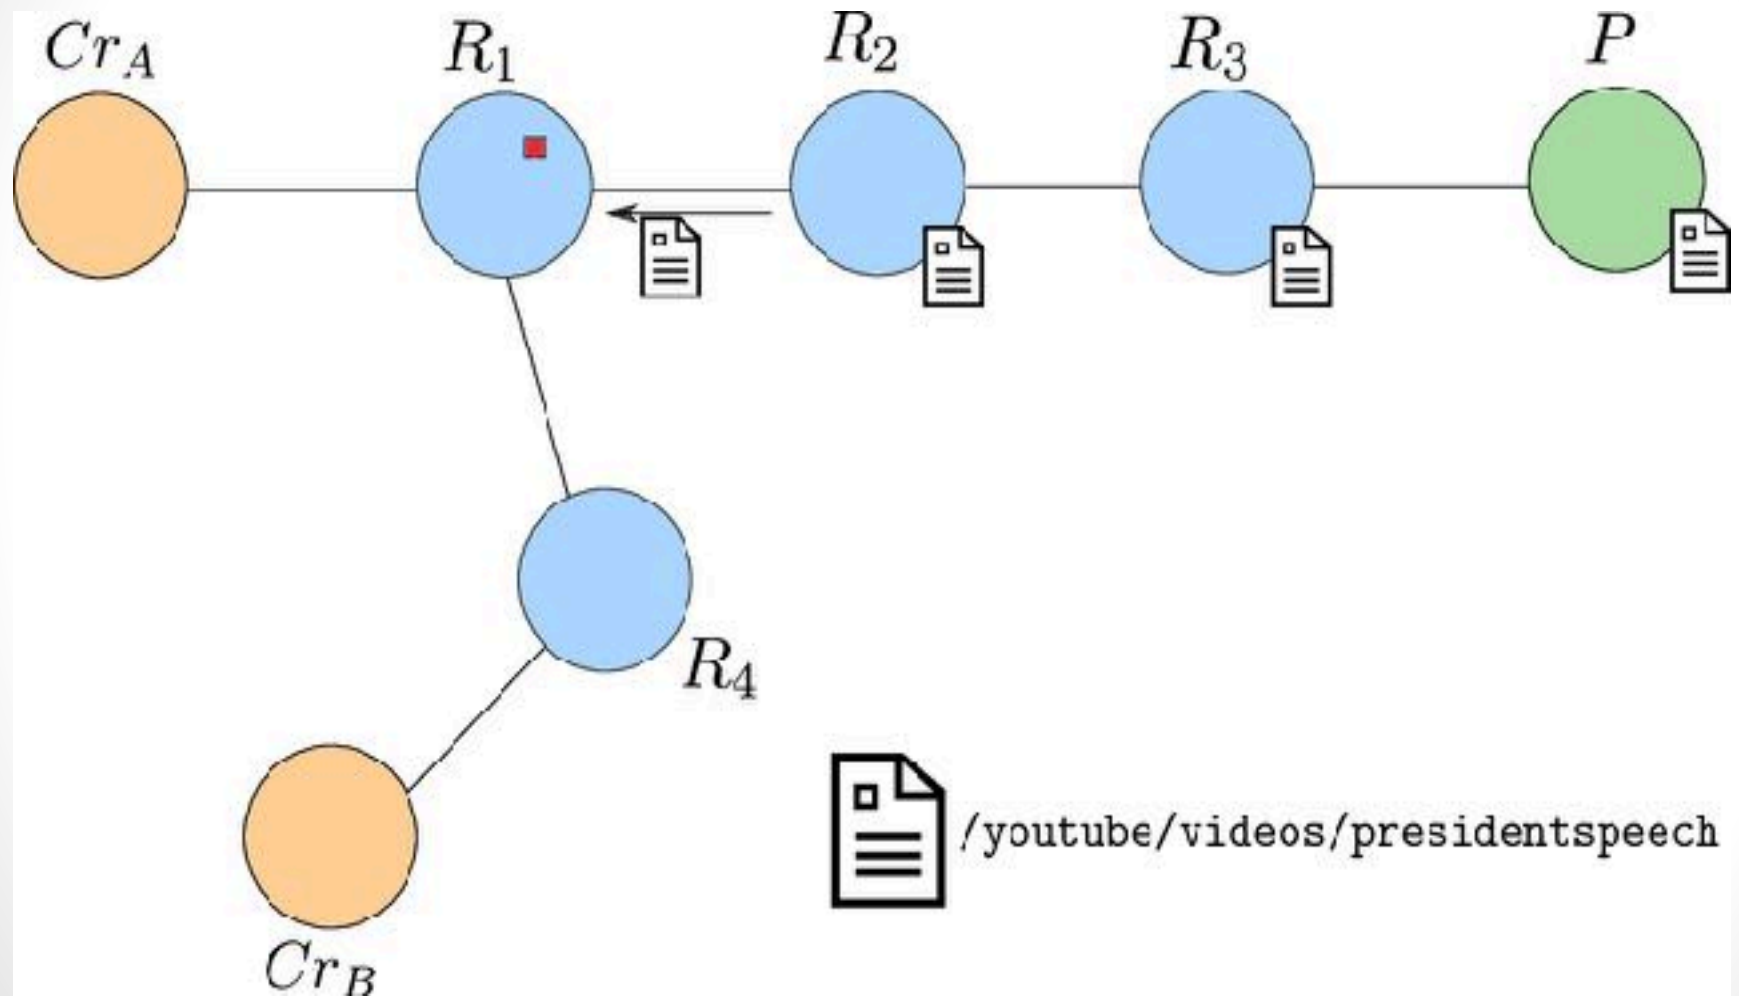 Cr_A
R_1
R_2
R_3
P
R_4
/youtube/videos/presidentspeech
Cr_B